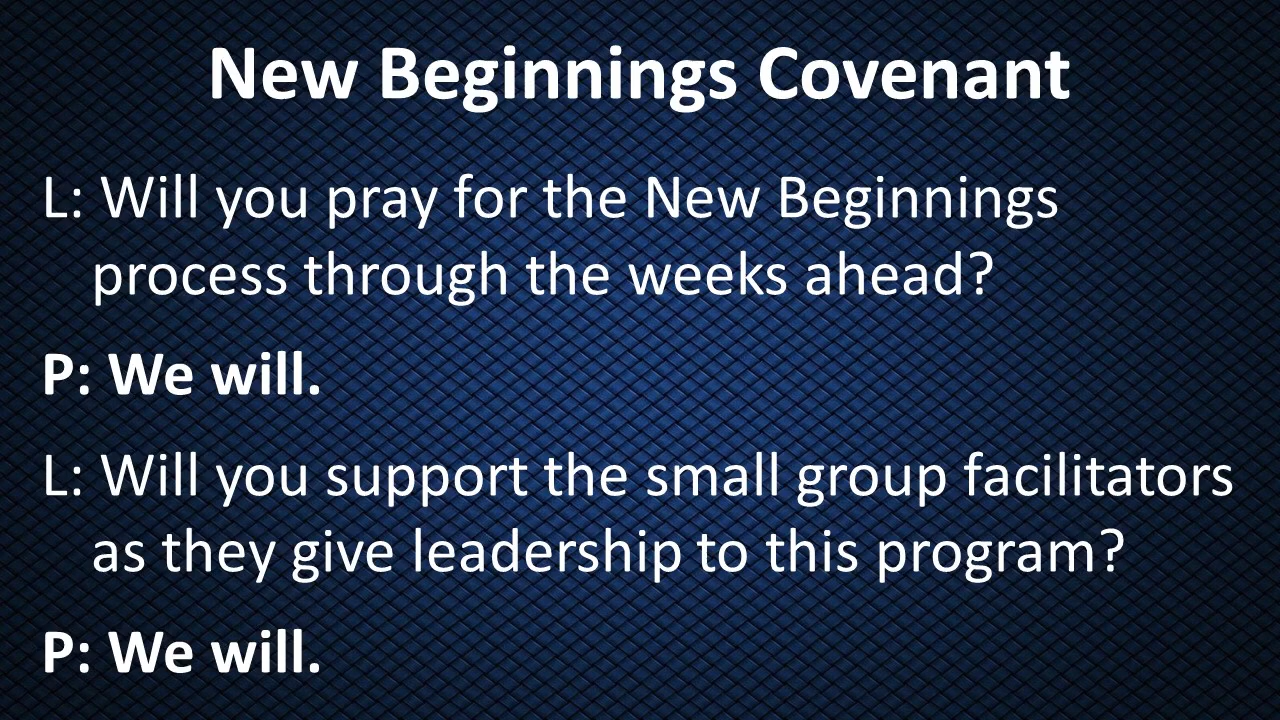 New Beginnings Covenant
L: Will you pray for the New Beginnings
process through the weeks ahead?
P: We will.
L: Will you support the small group facilitators
as they give leadership to this program?
P: We will.